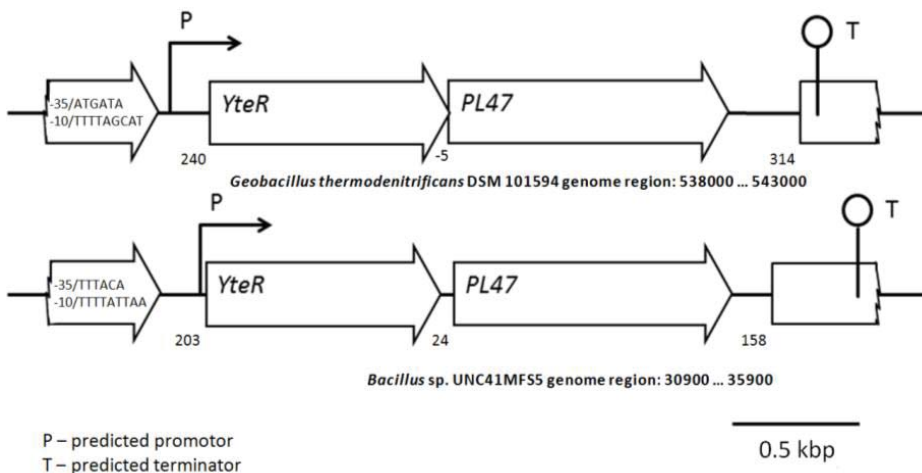 P
T
-35/ATGATA
-10/TTTTAGCAT
YteR
PL47
240
-5
314
Geobacillus thermodenitrificans DSM 101594 genome region: 538000 ... 543000
P
T
-35/TTTACA
-10/TTTTATTAA
YteR
PL47
203
24
158
Bacillus sp. UNC41MFS5 genome region: 30900 ... 35900
P – predicted promotor
T – predicted terminator
0.5 kbp